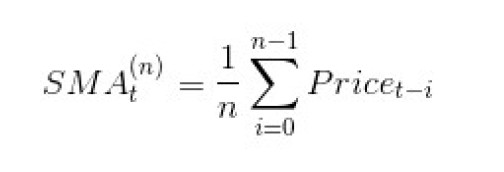 $SMA_t^{(n)} = \frac{1}{n} \sum_{i=0}^{n-1} Price_{t-i}$